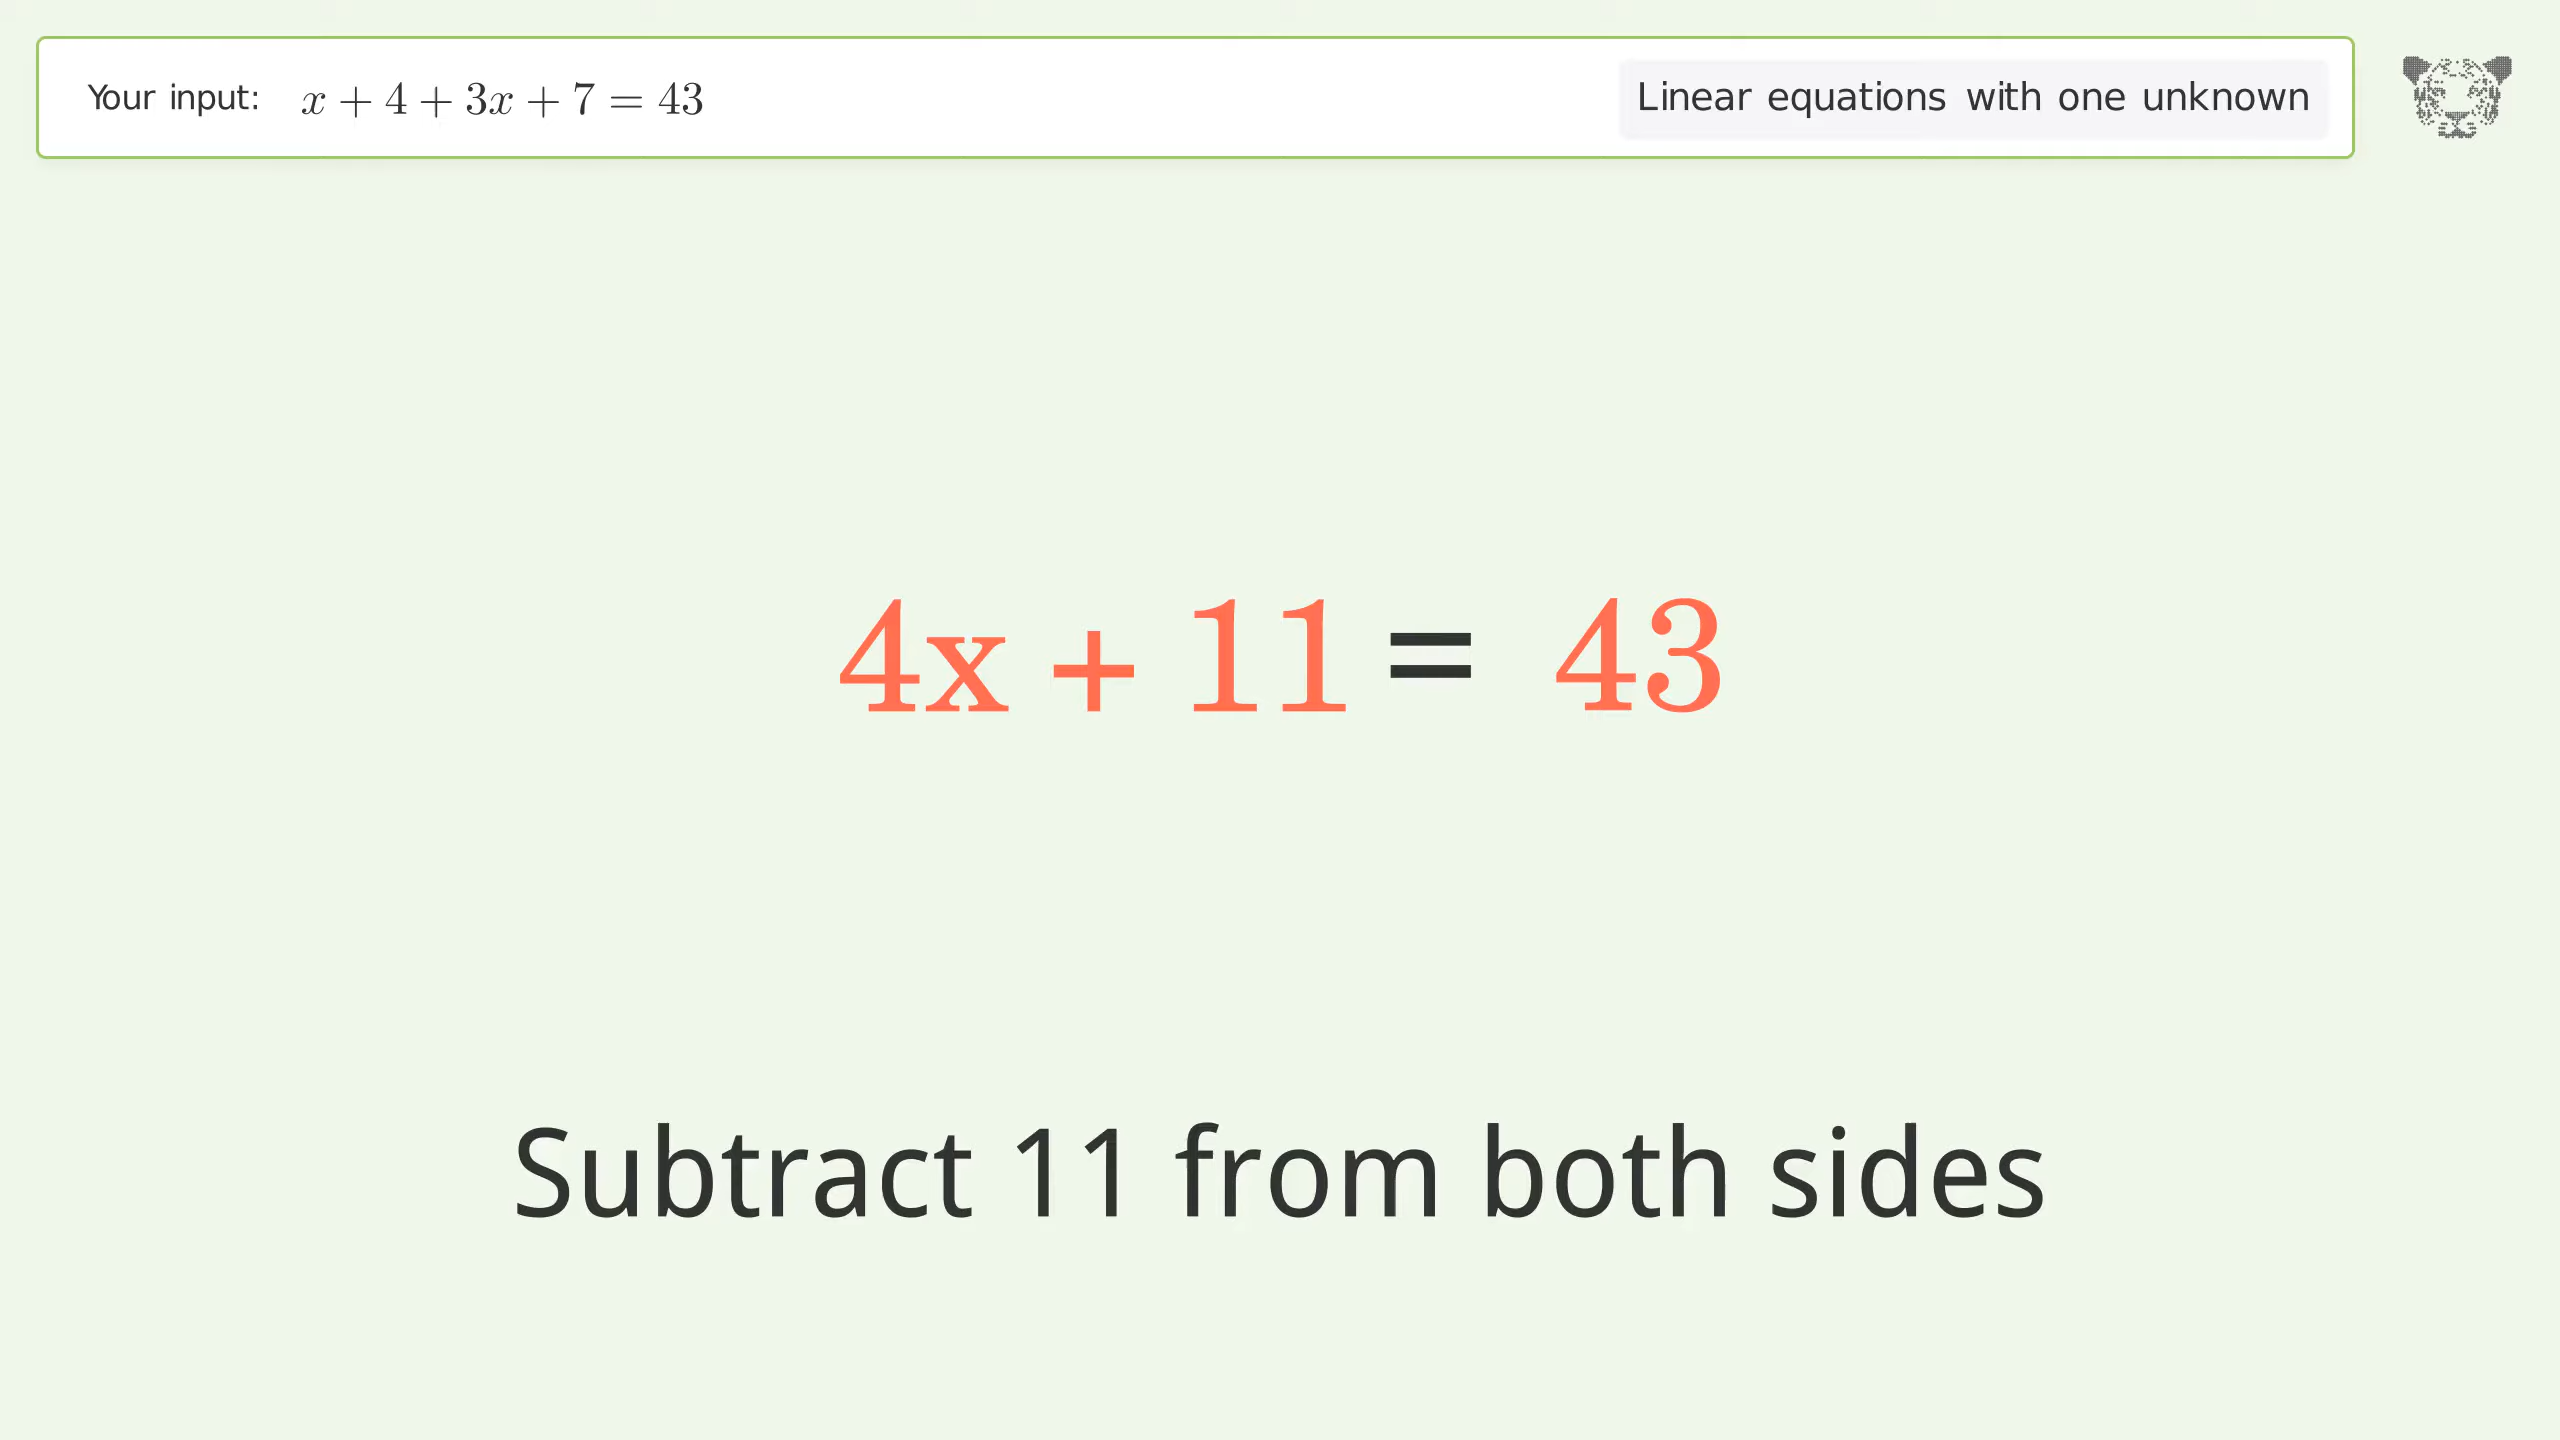 Your input: x + 4 + 3x + 7 = 43
Linear equations with one unknown
4x + 11 = 43
Subtract 11 from both sides